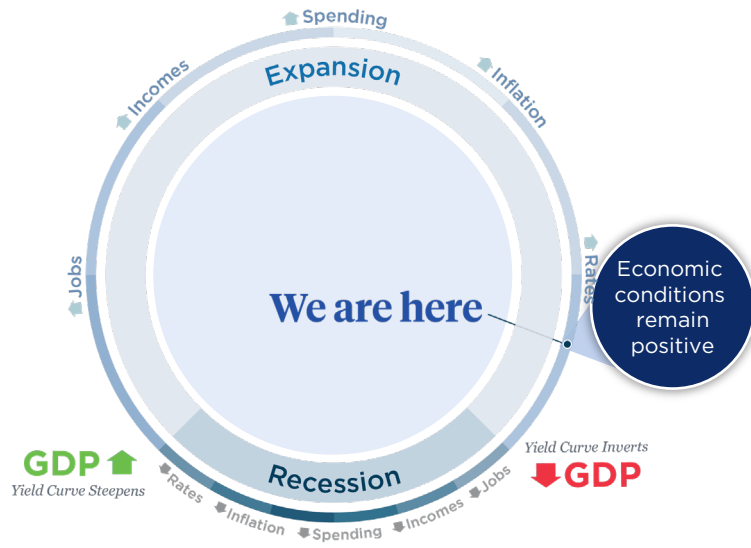 Spending
Expansion
Incomes
Inflation
Jobs
Rates
Economic
conditions
remain
positive
We are here
GDP
Yield Curve Steepens
Yield Curve Inverts
GDP
Recession
Rates
Inflation
Spending
Incomes
Jobs